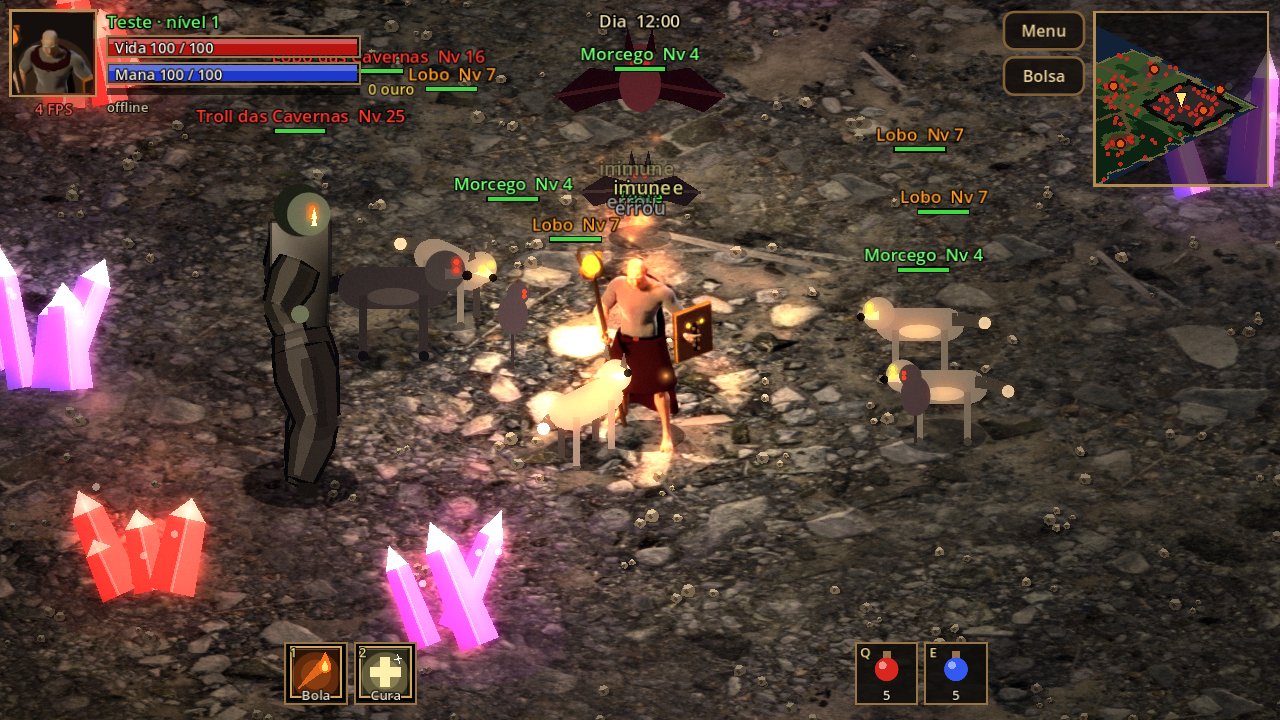 Teste · nível 1
Vida 100 / 100
Mana 100 / 100
4 FPS
offline
Lobo das Cavernas Nv 16
Lobo Nv 7
0 ouro
Troll das Cavernas Nv 25
Dia 12:00
Morcego Nv 4
Menu
Bolsa
Lobo Nv 7
Lobo Nv 7
Morcego Nv 4
Morcego Nv 4
imune
errou
Lobo Nv 7
1
Bola
2
Cura
Q
5
E
5